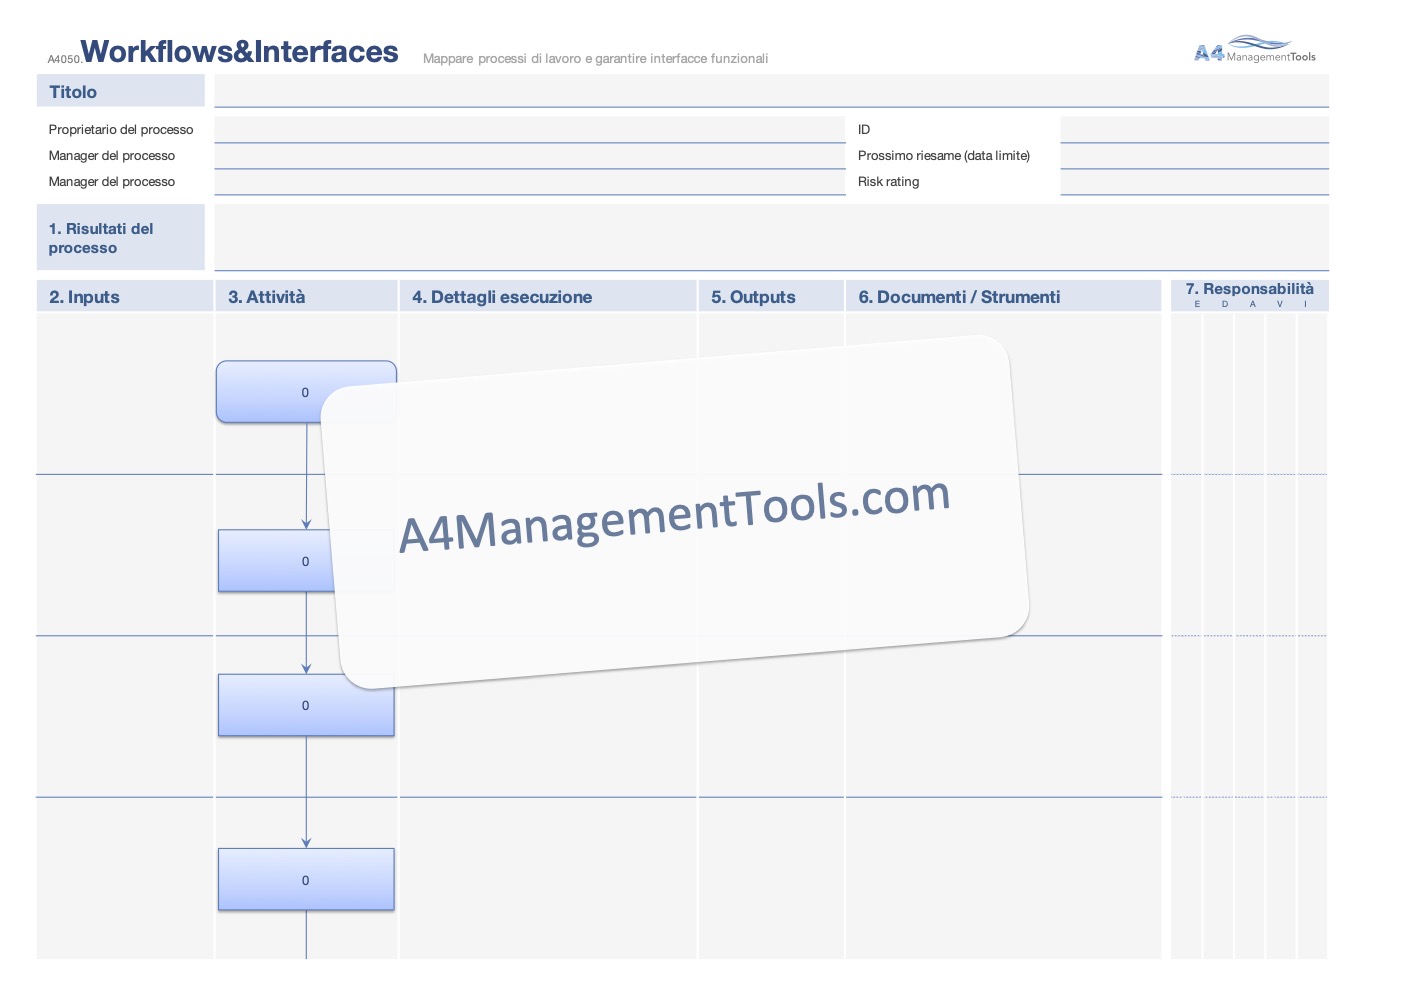 A4050.Workflows&Interfaces Mappare processi di lavoro e garantire interfacce funzionali
A4 ManagementTools
Titolo
Proprietario del processo ID
Manager del processo Prossimo riesame (data limite)
Manager del processo Risk rating
1. Risultati del
processo
2. Inputs 3. Attività 4. Dettagli esecuzione 5. Outputs 6. Documenti / Strumenti 7. Responsabilità
E D A V I
0
A4ManagementTools.com
0
0
0